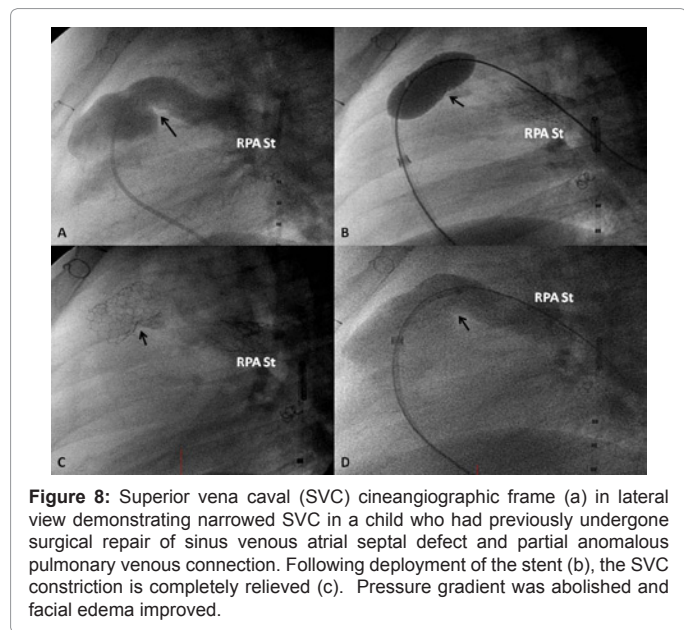 RPA St
A
RPA St
B
RPA St
C
RPA St
D
Figure 8: Superior vena caval (SVC) cineangiographic frame (a) in lateral
view demonstrating narrowed SVC in a child who had previously undergone
surgical repair of sinus venous atrial septal defect and partial anomalous
pulmonary venous connection. Following deployment of the stent (b), the SVC
constriction is completely relieved (c). Pressure gradient was abolished and
facial edema improved.